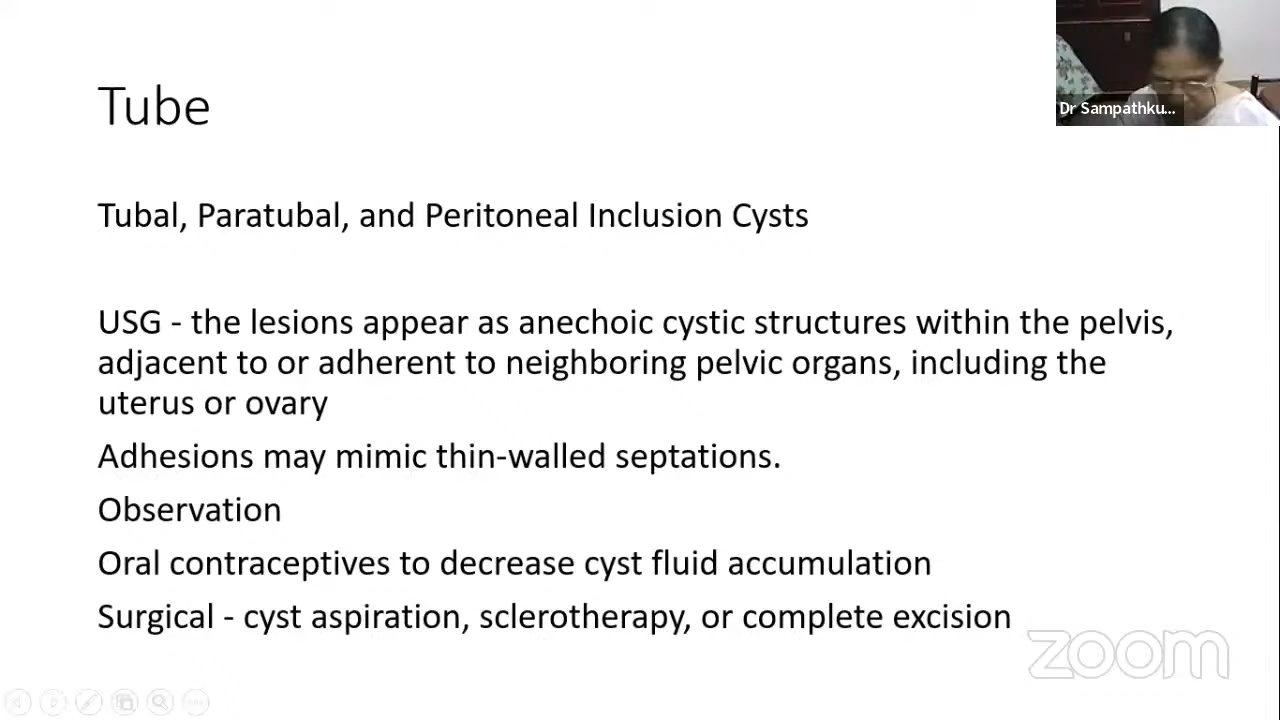 Tube
Dr Sampathku...
Tubal, Paratubal, and Peritoneal Inclusion Cysts
USG - the lesions appear as anechoic cystic structures within the pelvis,
adjacent to or adherent to neighboring pelvic organs, including the
uterus or ovary
Adhesions may mimic thin-walled septations.
Observation
Oral contraceptives to decrease cyst fluid accumulation
Surgical - cyst aspiration, sclerotherapy, or complete excision
zoom